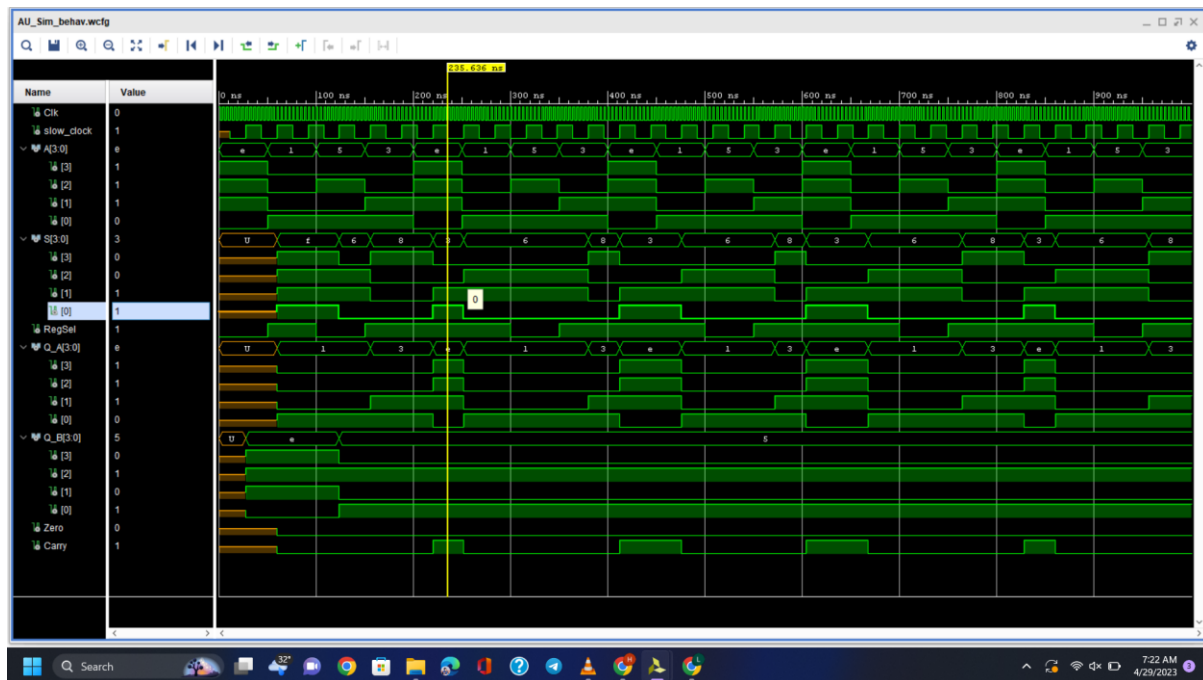 AU_Sim_behav.wcfg
235.636 ns
Name Value
0 ns 100 ns 200 ns 300 ns 400 ns 500 ns 600 ns 700 ns 800 ns 900 ns
Clk 0
slow_clock 1
A[3:0] e e 1 5 3 e 1 5 3 e 1 5 3 e 1 5 3 e 1 5 3
[3] 1
[2] 1
[1] 1
[0] 0
S[3:0] 3 U f 6 8 3 6 8 3 6 8 3 6 8 3 6 8
[3] 0
[2] 0
[1] 1 0
[0] 1
RegSel 1
Q_A[3:0] e U 1 3 e 1 3 e 1 3 e 1 3 e 1 3
[3] 1
[2] 1
[1] 1
[0] 0
Q_B[3:0] 5 U e 5
[3] 0
[2] 1
[1] 0
[0] 1
Zero 0
Carry 1
Search 32° 7:22 AM
4/29/2023 3